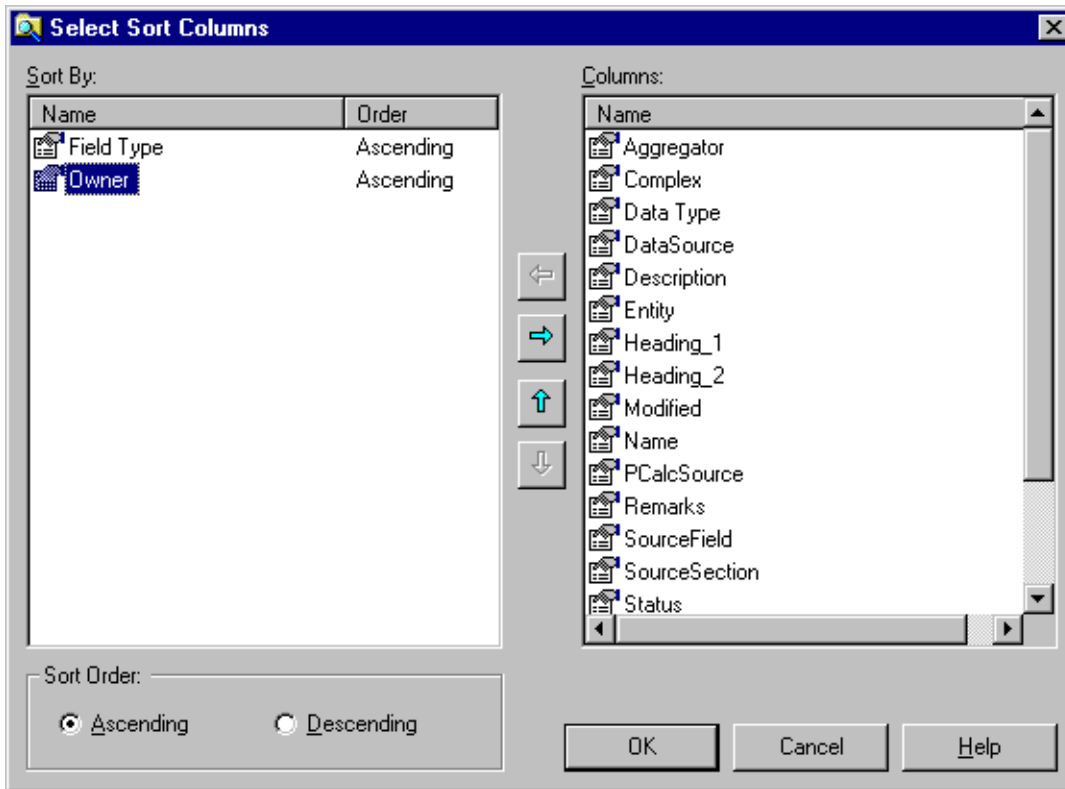 Select Sort Columns
Sort By:
Name Order
Field Type Ascending
Owner Ascending
Columns:
Name
Aggregator
Complex
Data Type
DataSource
Description
Entity
Heading_1
Heading_2
Modified
Name
PCalcSource
Remarks
SourceField
SourceSection
Status
Sort Order:
Ascending Descending
OK Cancel Help